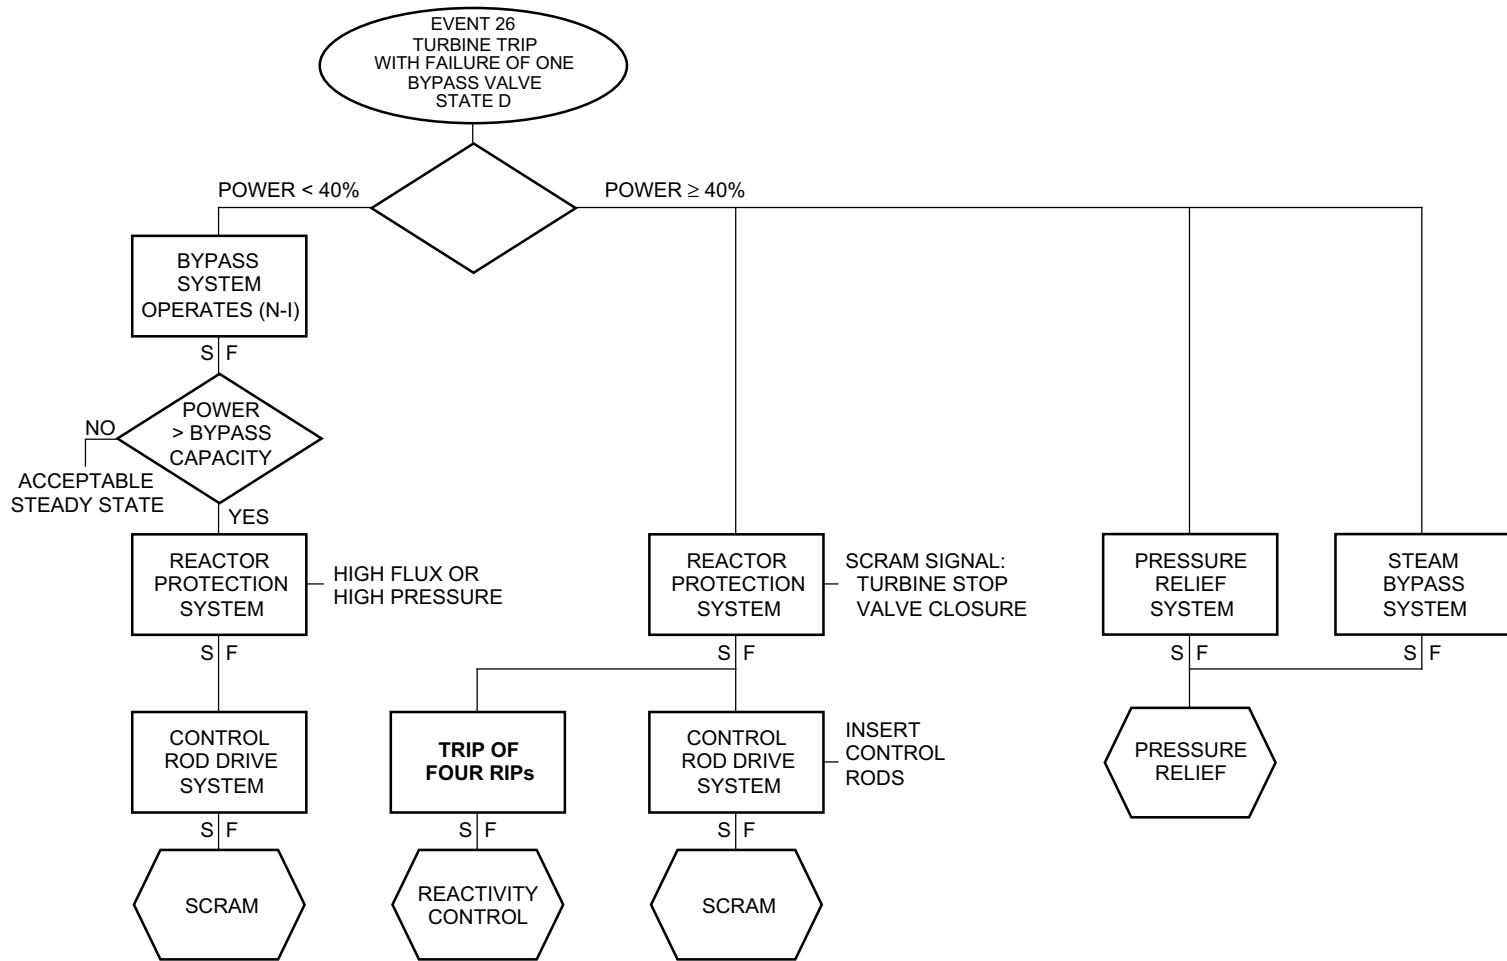 EVENT 26
TURBINE TRIP
WITH FAILURE OF ONE
BYPASS VALVE
STATE D
POWER < 40%
POWER ≥ 40%
BYPASS
SYSTEM
OPERATES (N-I)
S F
POWER
> BYPASS
CAPACITY
NO
ACCEPTABLE
STEADY STATE
YES
REACTOR
PROTECTION
SYSTEM
HIGH FLUX OR
HIGH PRESSURE
S F
CONTROL
ROD DRIVE
SYSTEM
S F
SCRAM
REACTOR
PROTECTION
SYSTEM
SCRAM SIGNAL:
TURBINE STOP
VALVE CLOSURE
S F
TRIP OF
FOUR RIPs
S F
REACTIVITY
CONTROL
CONTROL
ROD DRIVE
SYSTEM
INSERT
CONTROL
RODS
S F
SCRAM
PRESSURE
RELIEF
SYSTEM
S F
STEAM
BYPASS
SYSTEM
S F
PRESSURE
RELIEF